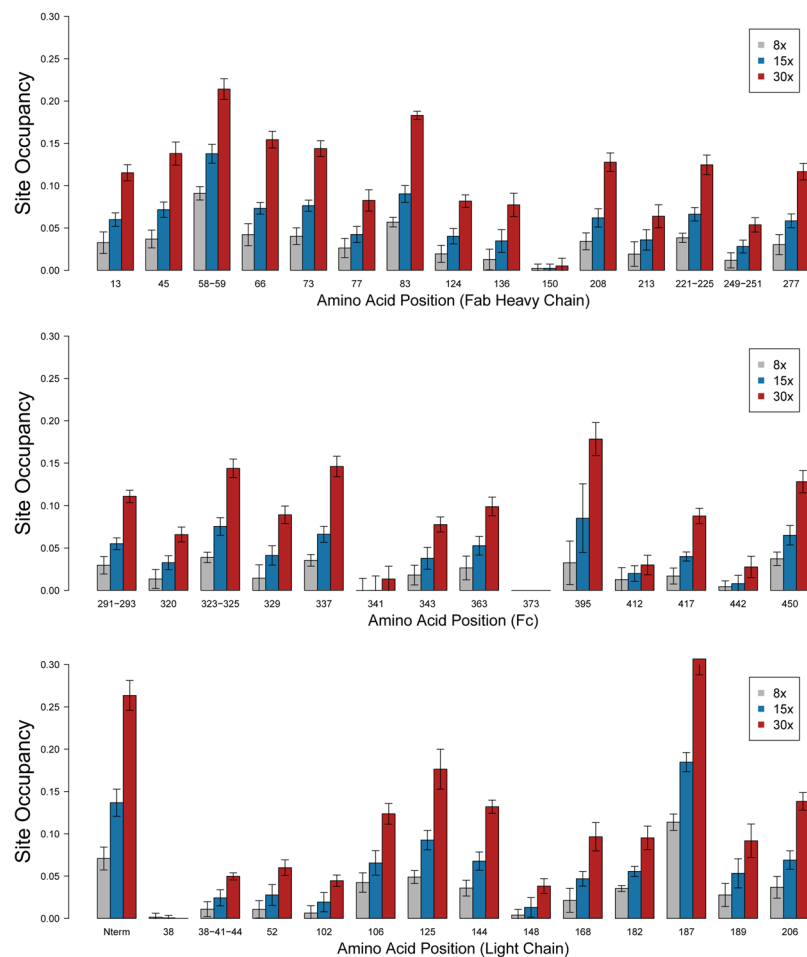 0.30
0.25
0.20
0.15
0.10
0.05
0.00
Site Occupancy
8x
15x
30x
13 45 58−59 66 73 77 83 124 136 150 208 213 221−225 249−251 277
Amino Acid Position (Fab Heavy Chain)
0.30
0.25
0.20
0.15
0.10
0.05
0.00
Site Occupancy
8x
15x
30x
291−293 320 323−325 329 337 341 343 363 373 395 412 417 442 450
Amino Acid Position (Fc)
0.30
0.25
0.20
0.15
0.10
0.05
0.00
Site Occupancy
8x
15x
30x
Nterm 38 38−41−44 52 102 106 125 144 148 168 182 187 189 206
Amino Acid Position (Light Chain)